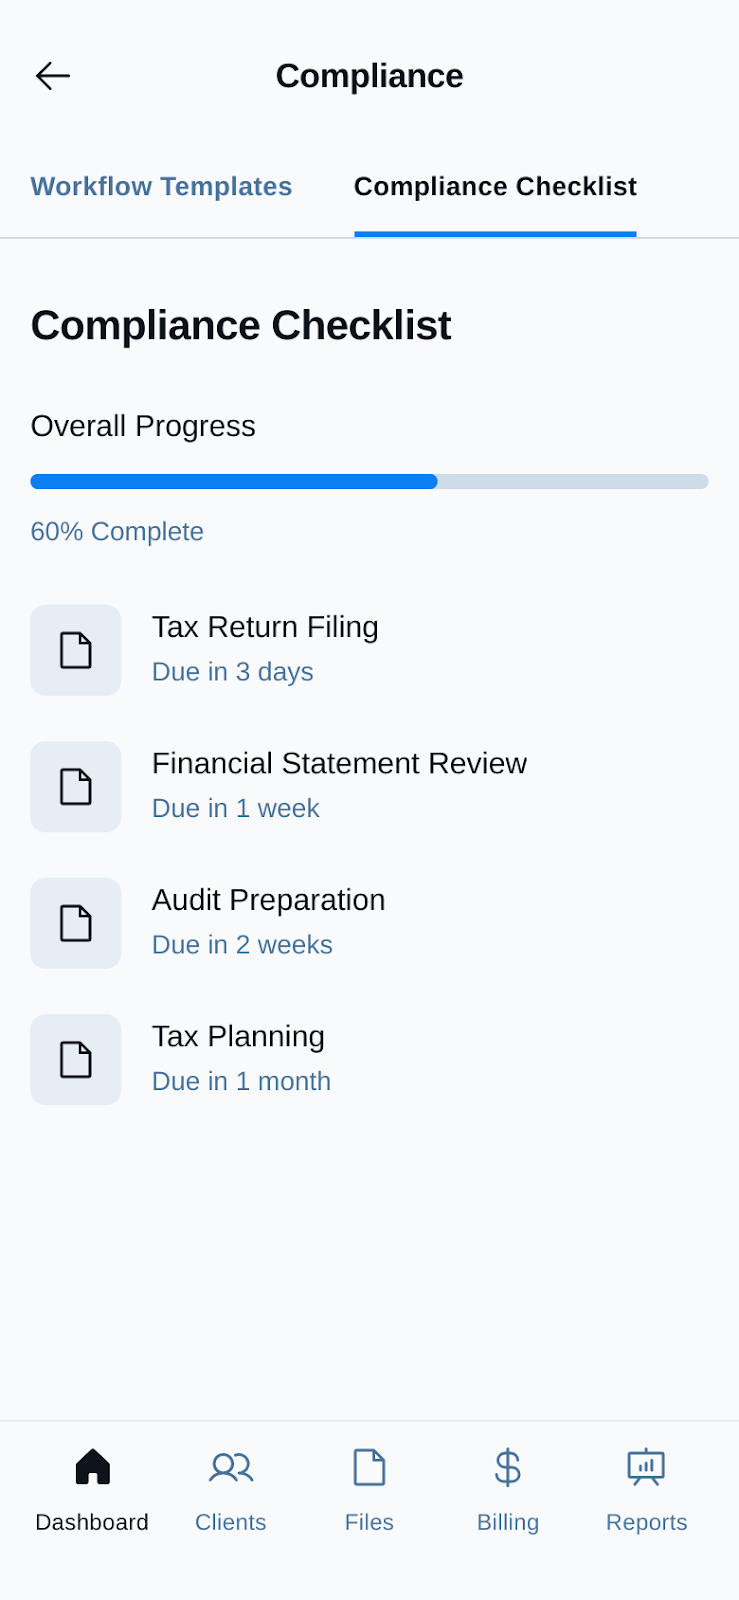 Compliance
Workflow Templates
Compliance Checklist
Compliance Checklist
Overall Progress
60% Complete
Tax Return Filing
Due in 3 days
Financial Statement Review
Due in 1 week
Audit Preparation
Due in 2 weeks
Tax Planning
Due in 1 month
Dashboard
Clients
Files
Billing
Reports